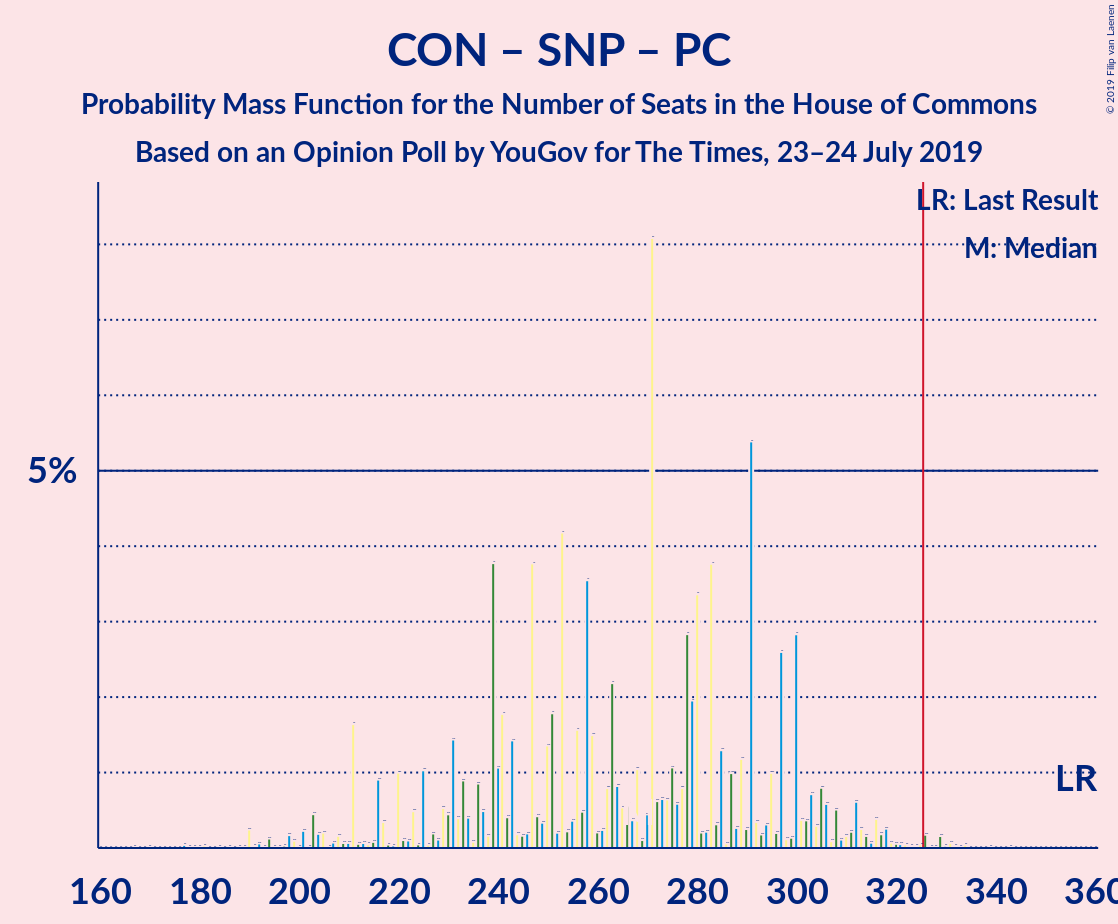 CON – SNP – PC
Probability Mass Function for the Number of Seats in the House of Commons
Based on an Opinion Poll by YouGov for The Times, 23–24 July 2019
© 2019 Filip van Laenen
LR: Last Result
M: Median
5%
LR
160 180 200 220 240 260 280 300 320 340 360